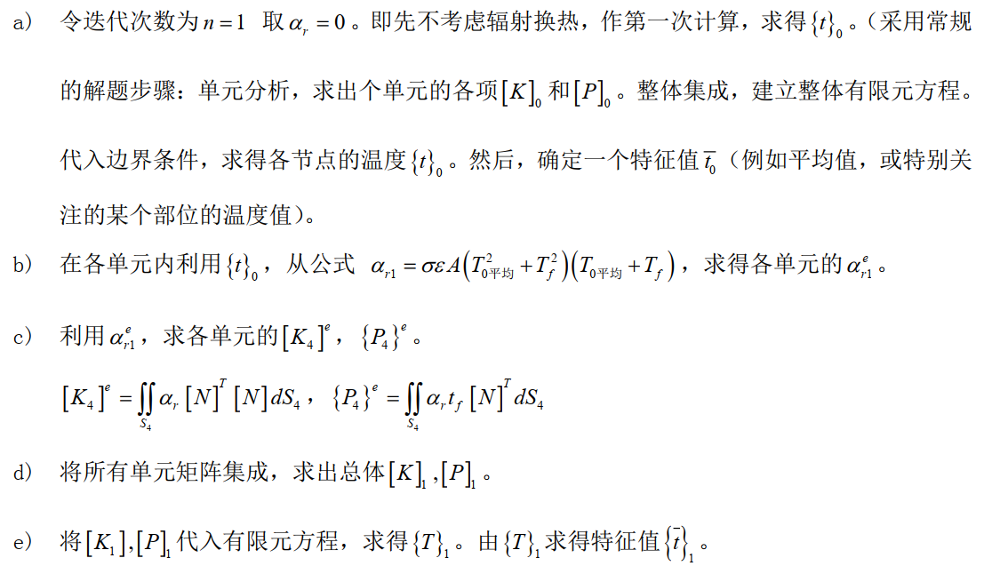 a) 令迭代次数为 $n=1$ 取 $\alpha_r=0$。即先不考虑辐射换热，作第一次计算，求得$\{t\}_0$。（采用常规
的解题步骤：单元分析，求出个单元的各项$[K]_0$和$[P]_0$。整体集成，建立整体有限元方程。
代入边界条件，求得各节点的温度$\{t\}_0$。然后，确定一个特征值$\bar{t}_0$（例如平均值，或特别关
注的某个部位的温度值）。
b) 在各单元内利用$\{t\}_0$，从公式 $\alpha_{r1}=\sigma\varepsilon A\left(T_{0平均}^2+T_f^2\right)\left(T_{0平均}+T_f\right)$，求得各单元的$\alpha_{r1}^e$。
c) 利用$\alpha_{r1}^e$，求各单元的$[K_4]^e$，$\{P_4\}^e$。
$[K_4]^e=\iint_{S_4}\alpha_r[N]^T[N]dS_4$，$\{P_4\}^e=\iint_{S_4}\alpha_r t_f[N]^T dS_4$
d) 将所有单元矩阵集成，求出总体$[K]_1,[P]_1$。
e) 将$[K_1],[P]_1$代入有限元方程，求得$\{T\}_1$。由$\{T\}_1$求得特征值$\{\bar{t}\}_1$。